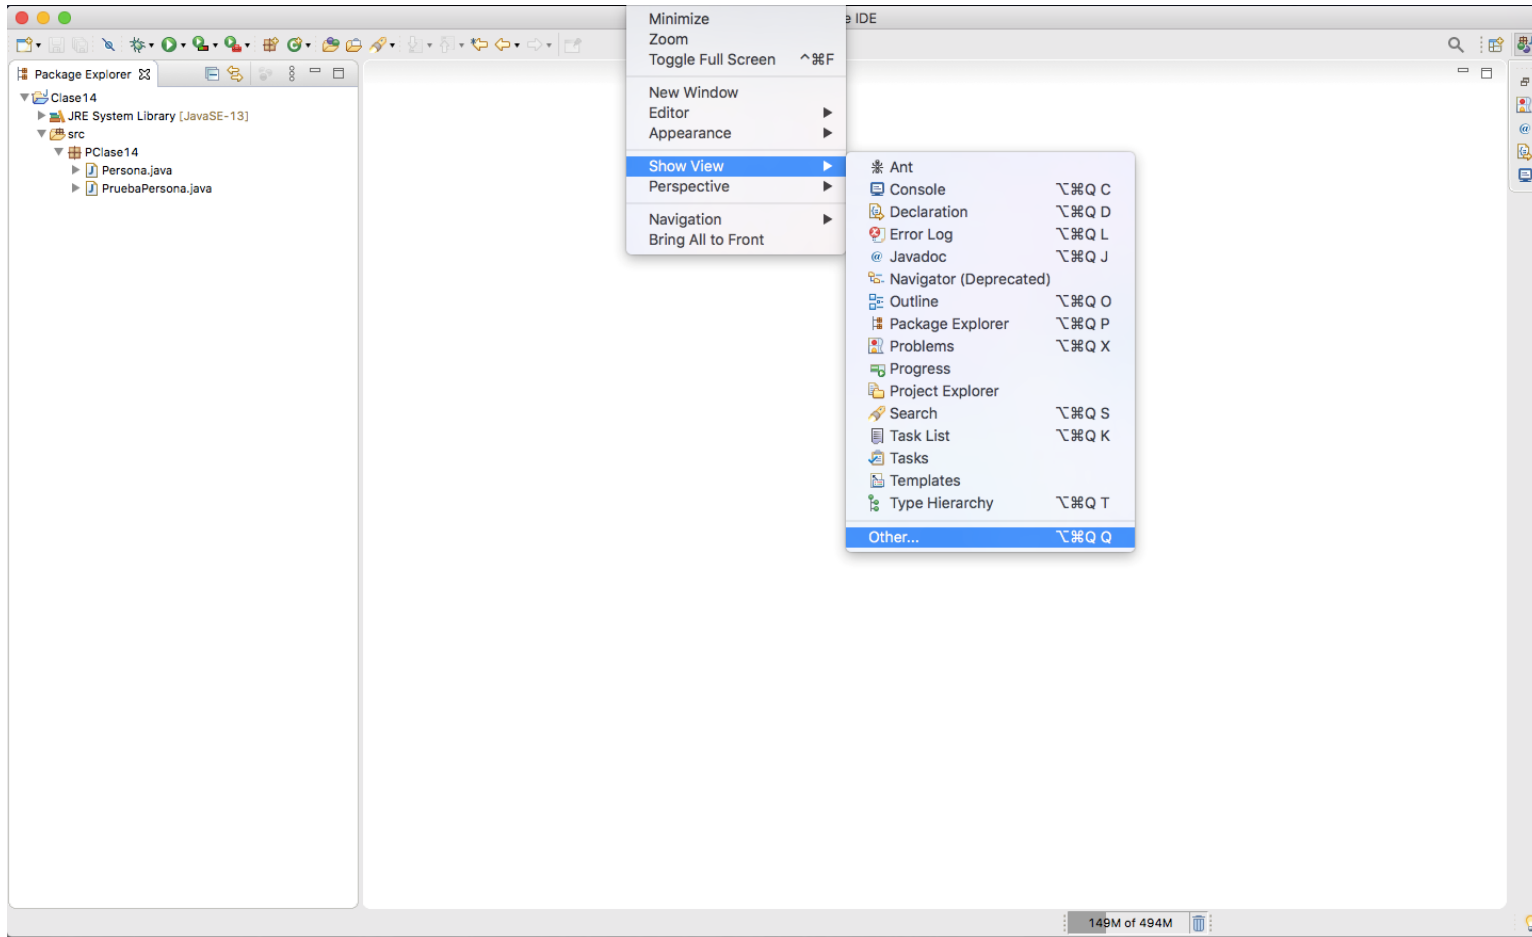 Minimize
e IDE
Zoom
Toggle Full Screen ^⌘F
Package Explorer
New Window
Clase14
Editor
JRE System Library [JavaSE-13]
Appearance
src
PClase14
Show View
Ant
Persona.java
Perspective
Console ⌥⌘Q C
PruebaPersona.java
Declaration ⌥⌘Q D
Navigation
Error Log ⌥⌘Q L
Bring All to Front
Javadoc ⌥⌘Q J
Navigator (Deprecated)
Outline ⌥⌘Q O
Package Explorer ⌥⌘Q P
Problems ⌥⌘Q X
Progress
Project Explorer
Search ⌥⌘Q S
Task List ⌥⌘Q K
Tasks
Templates
Type Hierarchy ⌥⌘Q T
Other... ⌥⌘Q Q
149M of 494M